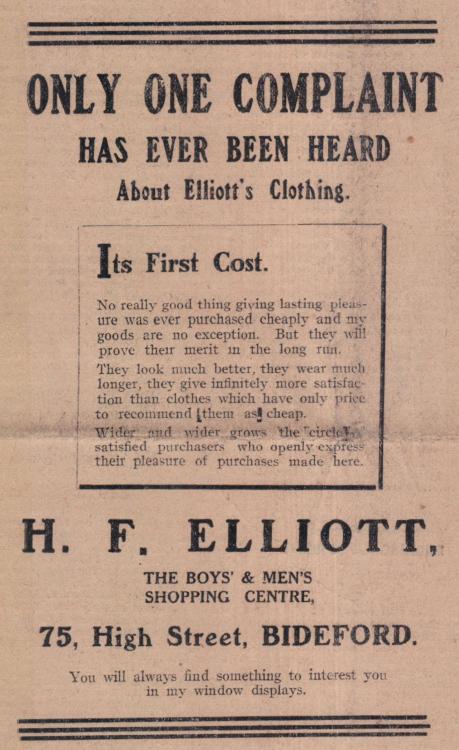 ONLY ONE COMPLAINT
HAS EVER BEEN HEARD
About Elliott's Clothing.
Its First Cost.
No really good thing giving lasting pleas-
ure was ever purchased cheaply and my
goods are no exception. But they will
prove their merit in the long run.
They look much better, they wear much
longer, they give infinitely more satisfac-
tion than clothes which have only price
to recommend them as cheap.
Wider and wider grows the "circle
satisfied purchasers who openly express
their pleasure of purchases made here.
H. F. ELLIOTT,
THE BOYS' & MEN'S
SHOPPING CENTRE,
75, High Street, BIDEFORD.
You will always find something to interest you
in my window displays.